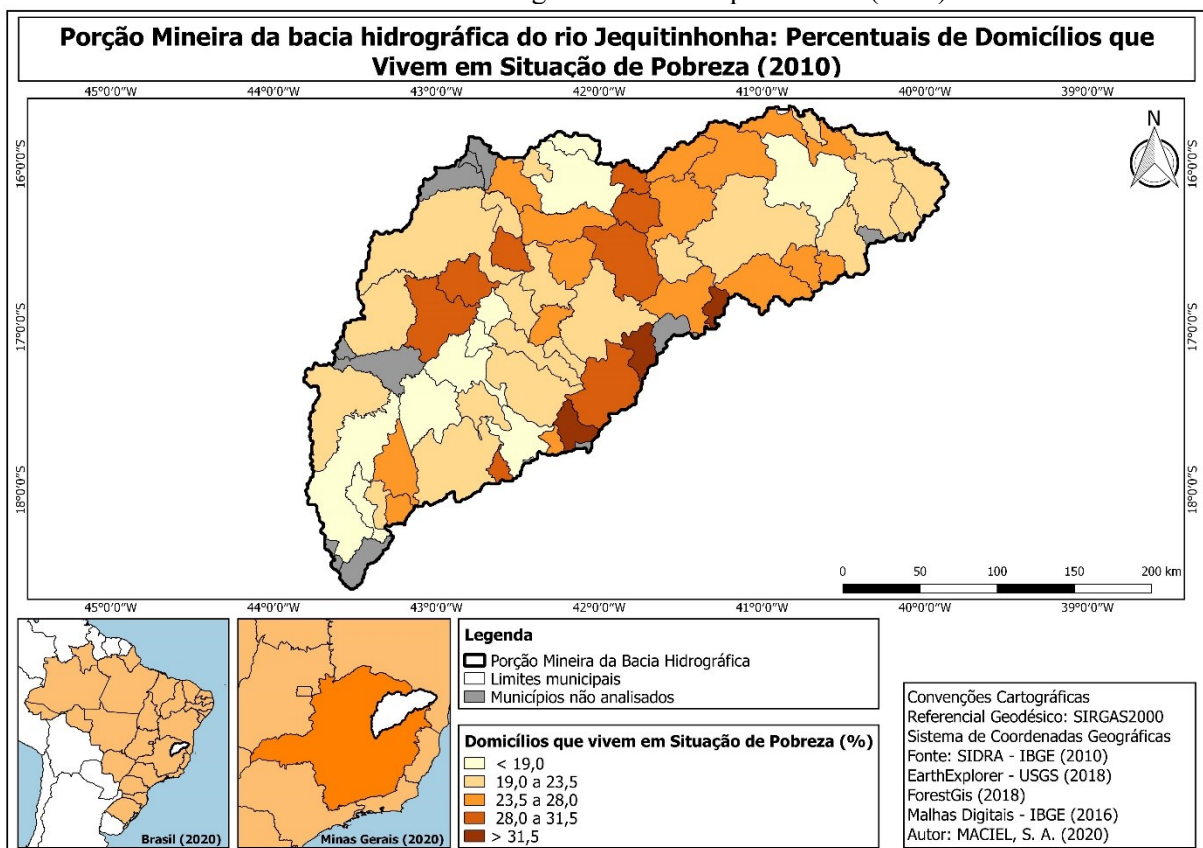 Porção Mineira da bacia hidrográfica do rio Jequitinhonha: Percentuais de Domicílios que
Vivem em Situação de Pobreza (2010)
45°0'0"W 44°0'0"W 43°0'0"W 42°0'0"W 41°0'0"W 40°0'0"W 39°0'0"W
N
16°0'0"S 16°0'0"S
17°0'0"S 17°0'0"S
18°0'0"S 18°0'0"S
0 50 100 150 200 km
45°0'0"W 44°0'0"W 43°0'0"W 42°0'0"W 41°0'0"W 40°0'0"W 39°0'0"W
Brasil (2020)
Minas Gerais (2020)
Legenda
Porção Mineira da Bacia Hidrográfica
Limites municipais
Municípios não analisados
Domicílios que vivem em Situação de Pobreza (%)
< 19,0
19,0 a 23,5
23,5 a 28,0
28,0 a 31,5
> 31,5
Convenções Cartográficas
Referencial Geodésico: SIRGAS2000
Sistema de Coordenadas Geográficas
Fonte: SIDRA - IBGE (2010)
EarthExplorer - USGS (2018)
ForestGis (2018)
Malhas Digitais - IBGE (2016)
Autor: MACIEL, S. A. (2020)